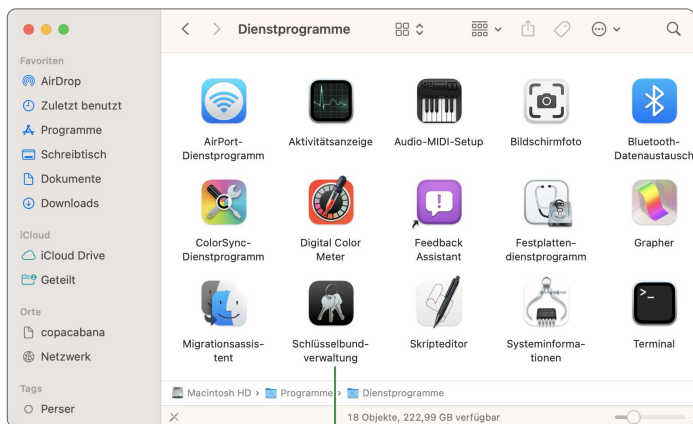 Dienstprogramme
Favoriten
AirDrop
Zuletzt benutzt
Programme
Schreibtisch
Dokumente
Downloads
iCloud
iCloud Drive
Geteilt
Orte
copacabana
Netzwerk
Tags
Perser
AirPort-
Dienstprogramm
Aktivitätsanzeige
Audio-MIDI-Setup
Bildschirmfoto
Bluetooth-
Datenaustausch
ColorSync-
Dienstprogramm
Digital Color
Meter
Feedback
Assistant
Festplatten-
dienstprogramm
Grapher
Migrationsassis-
tent
Schlüsselbund-
verwaltung
Skripteditor
Systeminforma-
tionen
>_
Terminal
Macintosh HD > Programme > Dienstprogramme
18 Objekte, 222,99 GB verfügbar